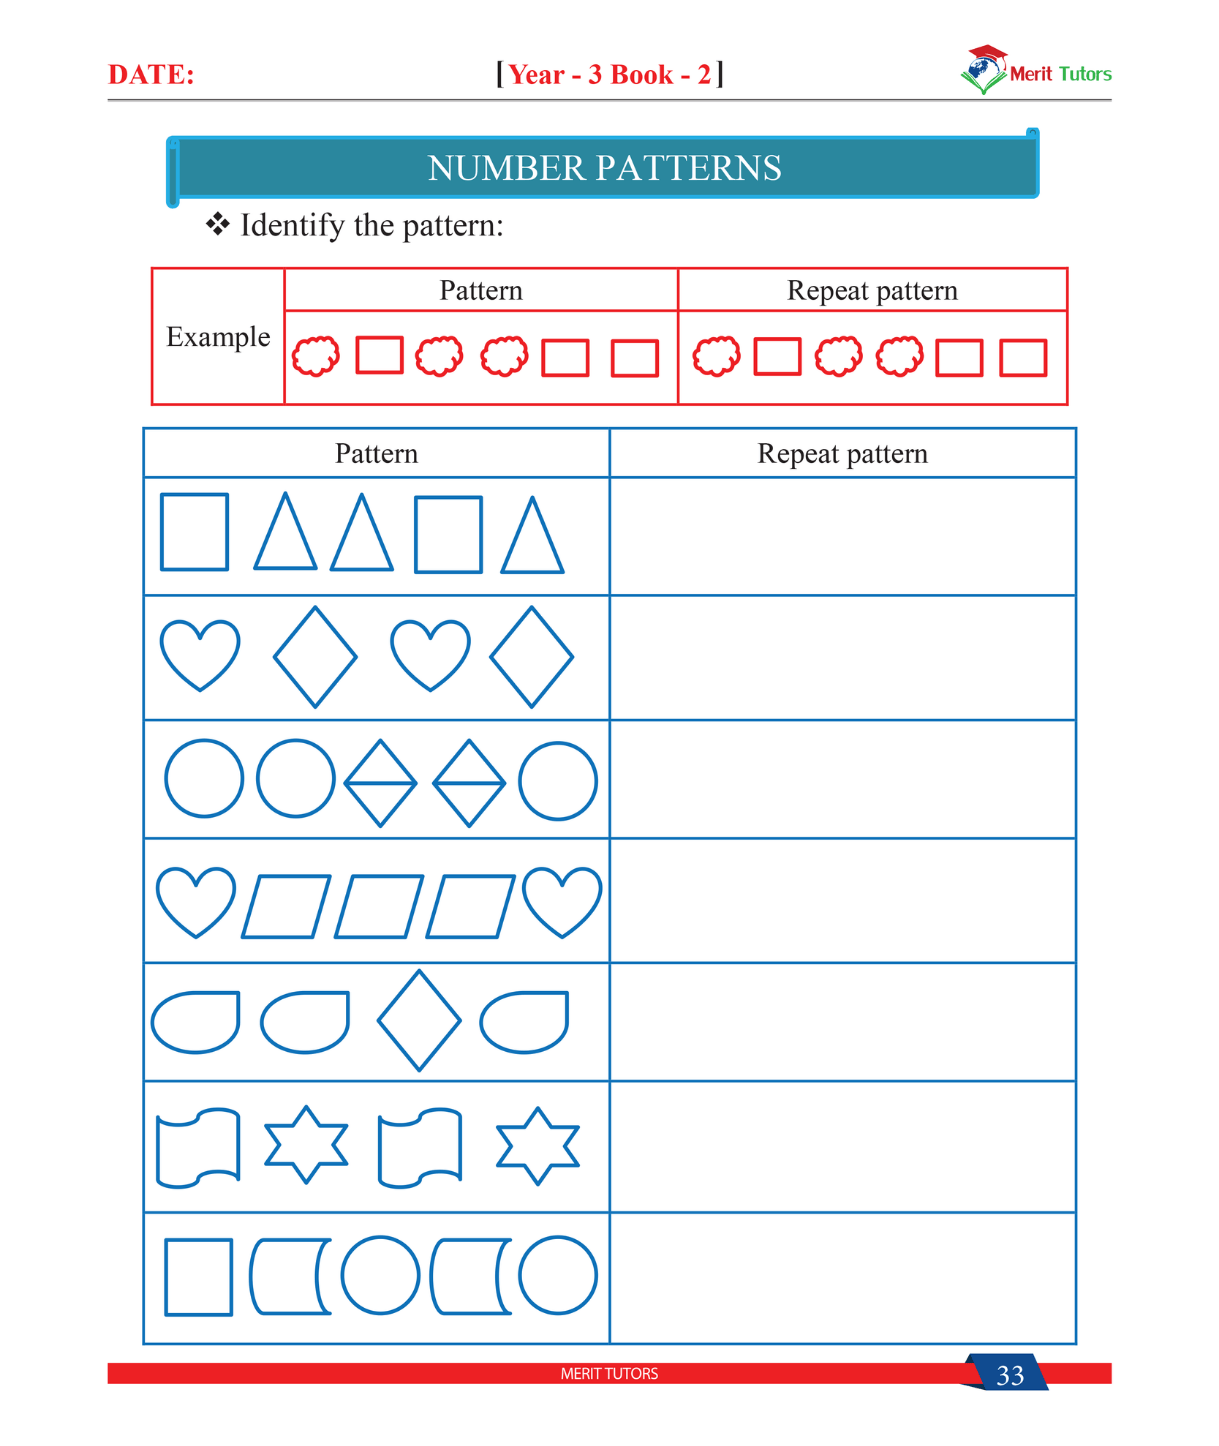 DATE:
[Year - 3 Book - 2]
Merit Tutors
NUMBER PATTERNS
❖ Identify the pattern:
Example
Pattern
Repeat pattern
Pattern
Repeat pattern
MERIT TUTORS
33